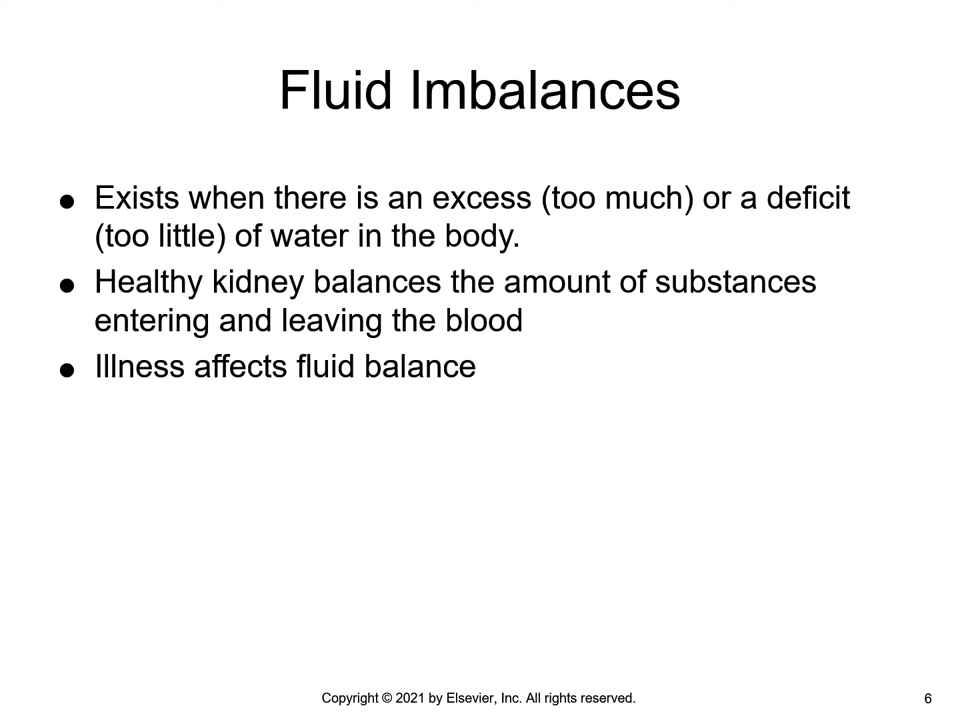 Fluid Imbalances
● Exists when there is an excess (too much) or a deficit
(too little) of water in the body.
● Healthy kidney balances the amount of substances
entering and leaving the blood
● Illness affects fluid balance
Copyright © 2021 by Elsevier, Inc. All rights reserved.
6